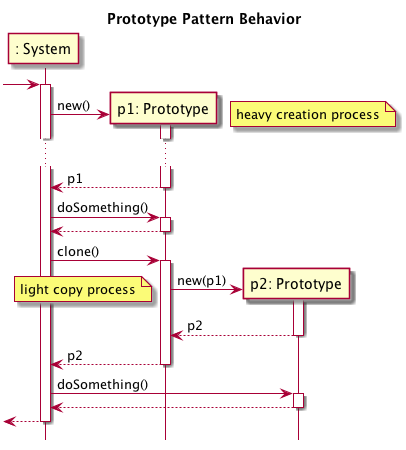 Prototype Pattern Behavior
: System
new()
p1: Prototype
heavy creation process
p1
doSomething()
clone()
light copy process
new(p1)
p2: Prototype
p2
p2
doSomething()